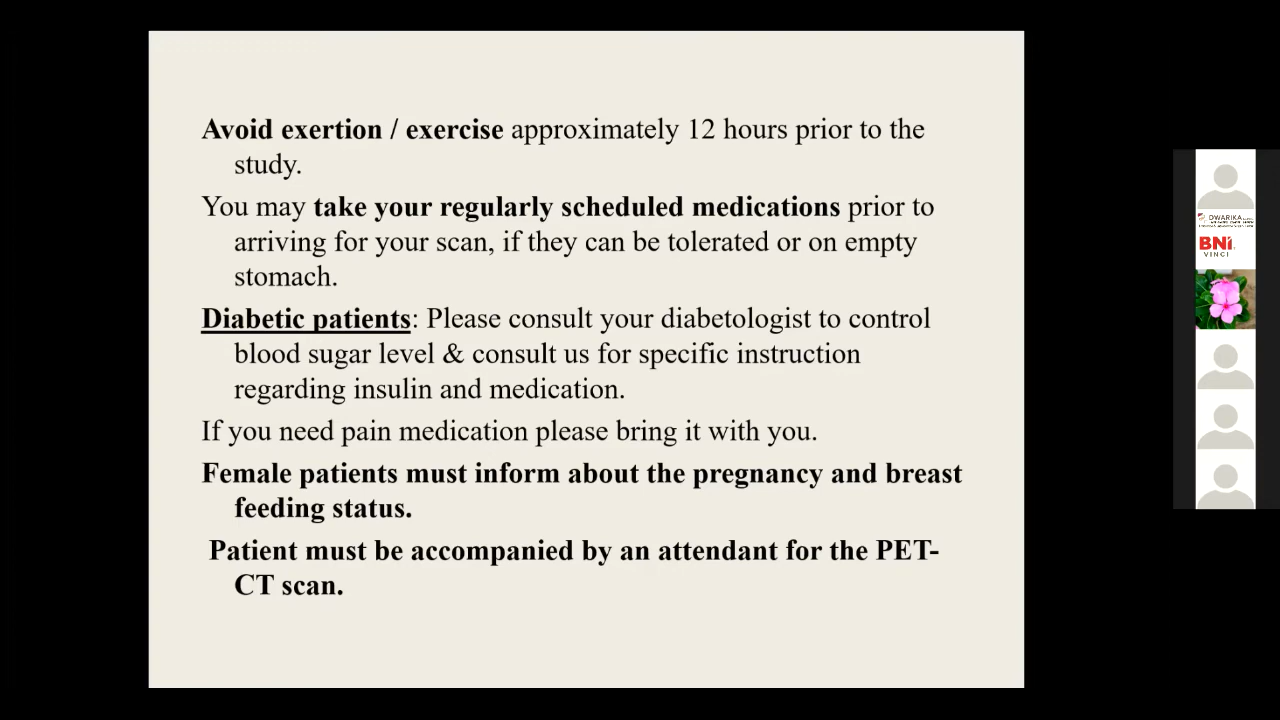 Avoid exertion / exercise approximately 12 hours prior to the
study.
You may take your regularly scheduled medications prior to
arriving for your scan, if they can be tolerated or on empty
stomach.
Diabetic patients: Please consult your diabetologist to control
blood sugar level & consult us for specific instruction
regarding insulin and medication.
If you need pain medication please bring it with you.
Female patients must inform about the pregnancy and breast
feeding status.
Patient must be accompanied by an attendant for the PET-
CT scan.
DWARIKA
BNI
VINCI